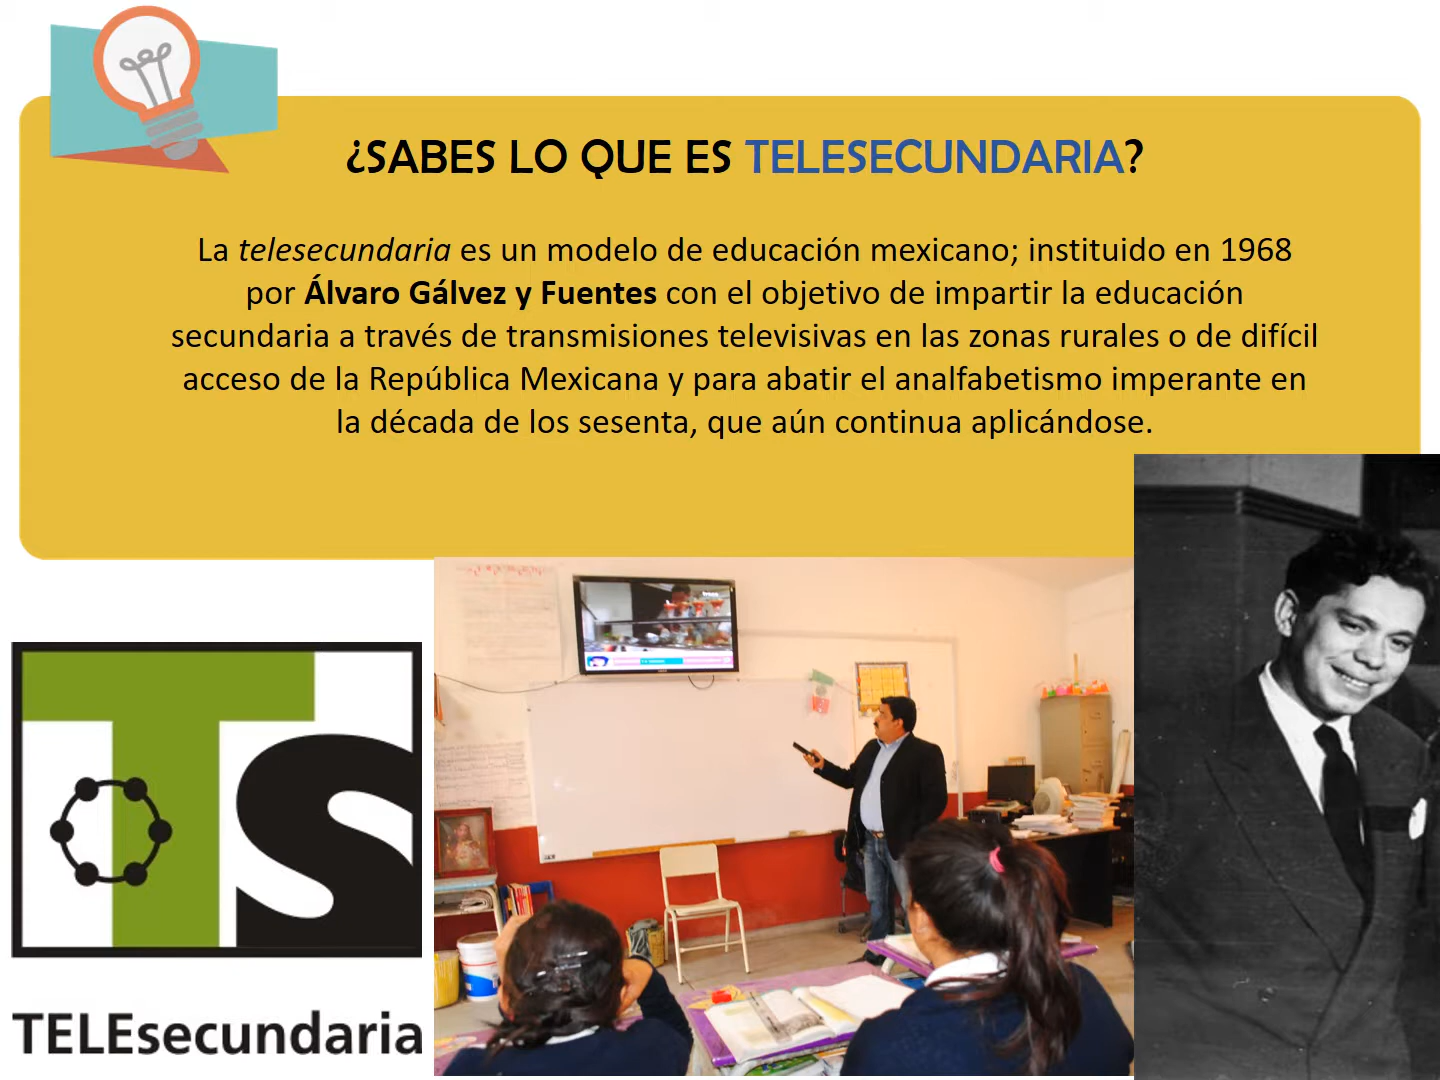 ¿SABES LO QUE ES TELESECUNDARIA?
La telesecundaria es un modelo de educación mexicano; instituido en 1968
por Álvaro Gálvez y Fuentes con el objetivo de impartir la educación
secundaria a través de transmisiones televisivas en las zonas rurales o de difícil
acceso de la República Mexicana y para abatir el analfabetismo imperante en
la década de los sesenta, que aún continua aplicándose.
Ts
TELEsecundaria